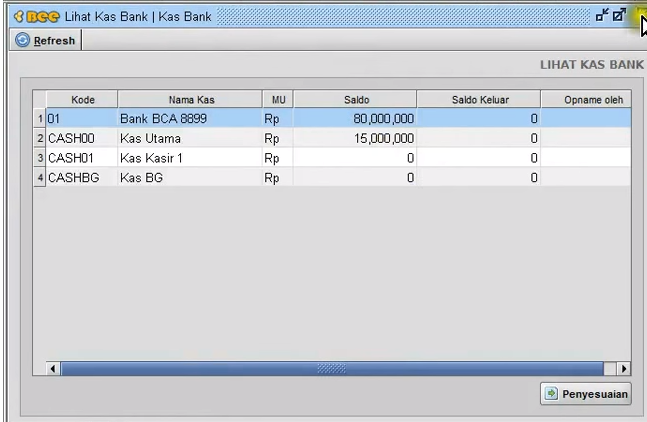 Bee Lihat Kas Bank | Kas Bank
Refresh
LIHAT KAS BANK
Kode Nama Kas MU Saldo Saldo Keluar Opname oleh
1 01 Bank BCA 8899 Rp 80,000,000 0
2 CASH00 Kas Utama Rp 15,000,000 0
3 CASH01 Kas Kasir 1 Rp 0 0
4 CASHBG Kas BG Rp 0 0
Penyesuaian